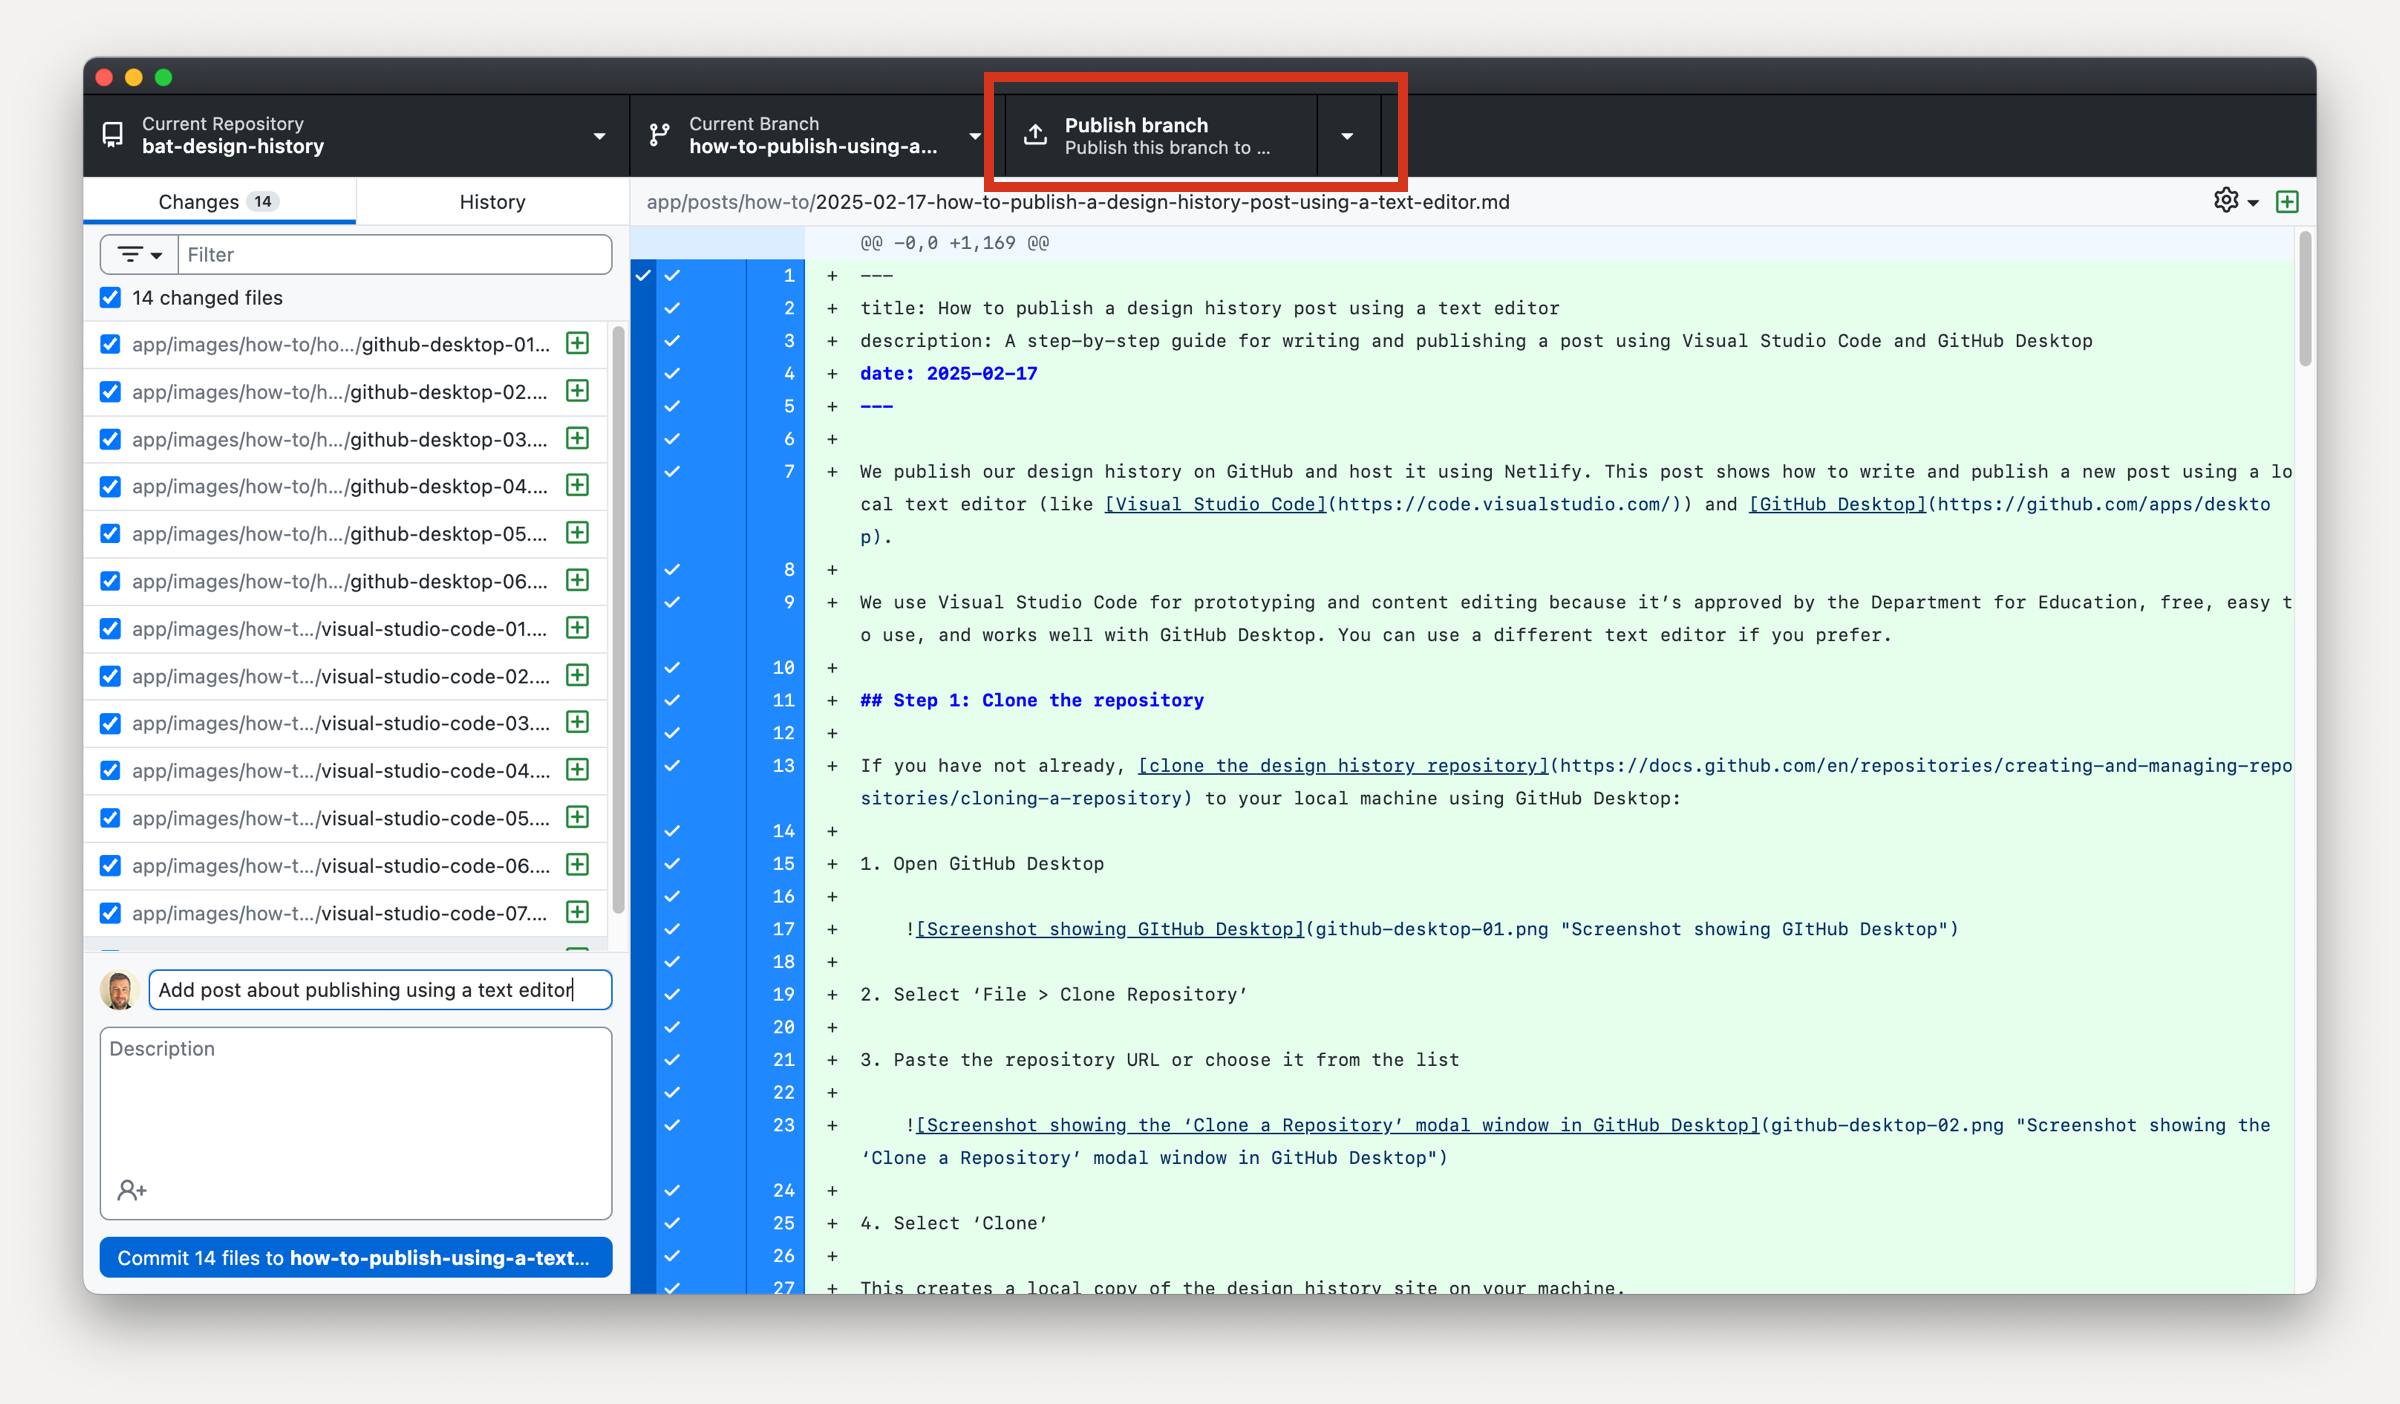 Current Repository
bat-design-history
Current Branch
how-to-publish-using-a...
Publish branch
Publish this branch to ...
Changes 14
History
Filter
14 changed files
app/images/how-to/ho.../github-desktop-01...
app/images/how-to/h.../github-desktop-02....
app/images/how-to/h.../github-desktop-03....
app/images/how-to/h.../github-desktop-04....
app/images/how-to/h.../github-desktop-05....
app/images/how-to/h.../github-desktop-06....
app/images/how-t.../visual-studio-code-01....
app/images/how-t.../visual-studio-code-02....
app/images/how-t.../visual-studio-code-03....
app/images/how-t.../visual-studio-code-04....
app/images/how-t.../visual-studio-code-05....
app/images/how-t.../visual-studio-code-06....
app/images/how-t.../visual-studio-code-07....
Add post about publishing using a text editor
Description
Commit 14 files to how-to-publish-using-a-text...
app/posts/how-to/2025-02-17-how-to-publish-a-design-history-post-using-a-text-editor.md
@@ -0,0 +1,169 @@
1 + ---
2 + title: How to publish a design history post using a text editor
3 + description: A step-by-step guide for writing and publishing a post using Visual Studio Code and GitHub Desktop
4 + date: 2025-02-17
5 + ---
6 +
7 + We publish our design history on GitHub and host it using Netlify. This post shows how to write and publish a new post using a lo
cal text editor (like [Visual Studio Code](https://code.visualstudio.com/)) and [GitHub Desktop](https://github.com/apps/deskto
p).
8 +
9 + We use Visual Studio Code for prototyping and content editing because it’s approved by the Department for Education, free, easy t
o use, and works well with GitHub Desktop. You can use a different text editor if you prefer.
10 +
11 + ## Step 1: Clone the repository
12 +
13 + If you have not already, [clone the design history repository](https://docs.github.com/en/repositories/creating-and-managing-repo
sitories/cloning-a-repository) to your local machine using GitHub Desktop:
14 +
15 + 1. Open GitHub Desktop
16 +
17 + ![Screenshot showing GItHub Desktop](github-desktop-01.png "Screenshot showing GItHub Desktop")
18 +
19 + 2. Select ‘File > Clone Repository’
20 +
21 + 3. Paste the repository URL or choose it from the list
22 +
23 + ![Screenshot showing the ‘Clone a Repository’ modal window in GitHub Desktop](github-desktop-02.png "Screenshot showing the
‘Clone a Repository’ modal window in GitHub Desktop")
24 +
25 + 4. Select ‘Clone’
26 +
27 + This creates a local copy of the design history site on your machine.